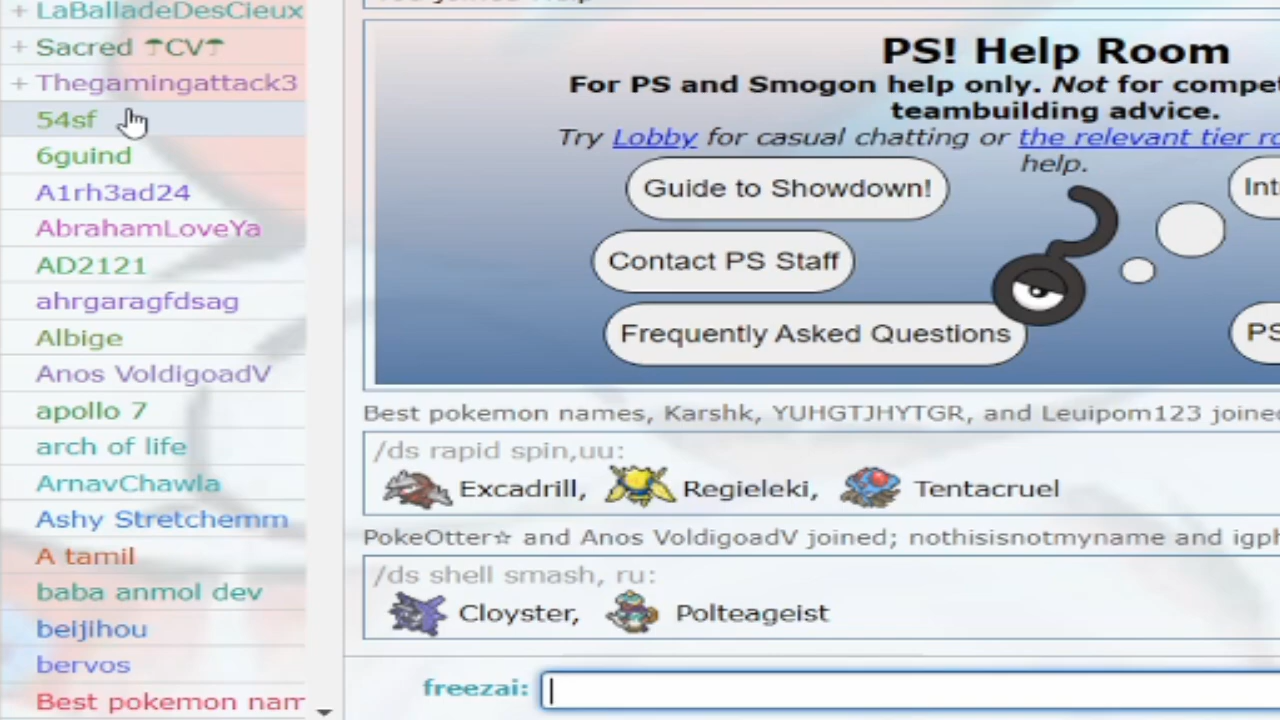 + LaBalladeDesCieux
+ Sacred ☂CV☂
+ Thegamingattack3
54sf
6guind
A1rh3ad24
AbrahamLoveYa
AD2121
ahrgaragfdsag
Albige
Anos VoldigoadV
apollo 7
arch of life
ArnavChawla
Ashy Stretchemm
A tamil
baba anmol dev
beijihou
bervos
Best pokemon nam
PS! Help Room
For PS and Smogon help only. Not for compet
teambuilding advice.
Try Lobby for casual chatting or the relevant tier ro
help.
Guide to Showdown!
Int
Contact PS Staff
Frequently Asked Questions
PS
Best pokemon names, Karshk, YUHGTJHYTGR, and Leuipom123 joined
/ds rapid spin,uu:
Excadrill, Regieleki, Tentacruel
PokeOtter☆ and Anos VoldigoadV joined; nothisisnotmyname and igph
/ds shell smash, ru:
Cloyster, Polteageist
freezai: